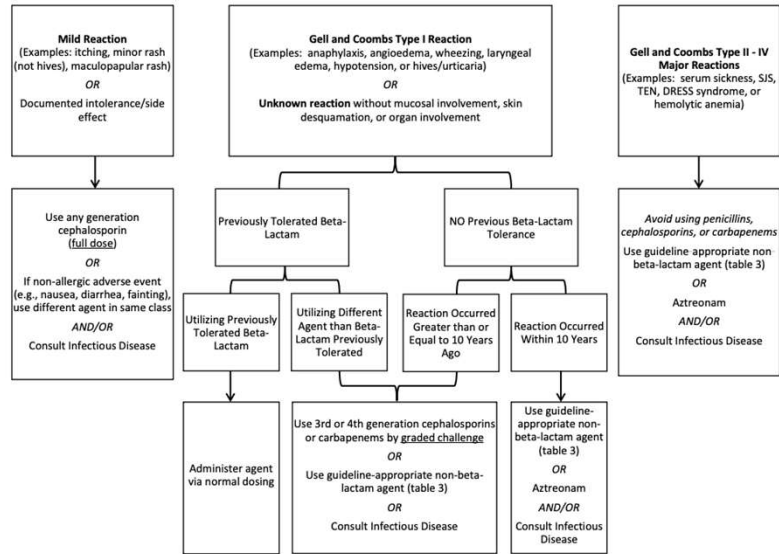 Mild Reaction
(Examples: itching, minor rash
(not hives), maculopapular rash)
OR
Documented intolerance/side
effect
Gell and Coombs Type I Reaction
(Examples: anaphylaxis, angioedema, wheezing, laryngeal
edema, hypotension, or hives/urticaria)
OR
Unknown reaction without mucosal involvement, skin
desquamation, or organ involvement
Gell and Coombs Type II - IV
Major Reactions
(Examples: serum sickness, SJS,
TEN, DRESS syndrome, or
hemolytic anemia)
Use any generation
cephalosporin
(full dose)
OR
If non-allergic adverse event
(e.g., nausea, diarrhea, fainting),
use different agent in same class
AND/OR
Consult Infectious Disease
Previously Tolerated Beta-
Lactam
NO Previous Beta-Lactam
Tolerance
Avoid using penicillins,
cephalosporins, or carbapenems
Use guideline-appropriate non-
beta-lactam agent (table 3)
OR
Aztreonam
AND/OR
Consult Infectious Disease
Utilizing Previously
Tolerated Beta-
Lactam
Utilizing Different
Agent than Beta-
Lactam Previously
Tolerated
Reaction Occurred
Greater than or
Equal to 10 Years
Ago
Reaction Occurred
Within 10 Years
Administer agent
via normal dosing
Use 3rd or 4th generation cephalosporins
or carbapenems by graded challenge
OR
Use guideline-appropriate non-beta-
lactam agent (table 3)
OR
Consult Infectious Disease
Use guideline-
appropriate non-
beta-lactam agent
(table 3)
OR
Aztreonam
AND/OR
Consult Infectious
Disease